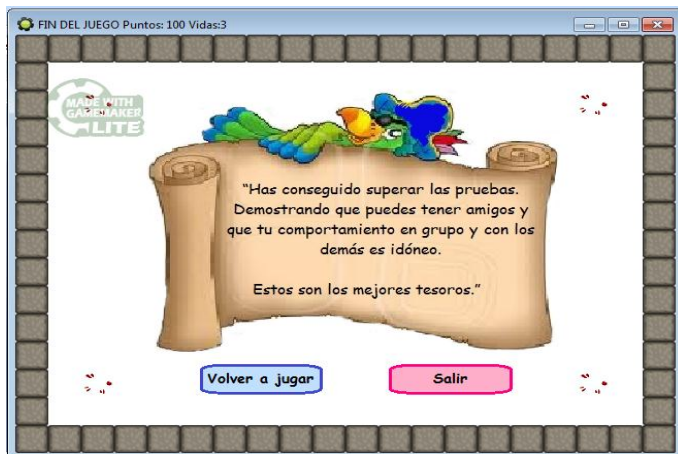 FIN DEL JUEGO Puntos: 100 Vidas:3
MADE WITH
GAMEMAKER
LITE
“Has conseguido superar las pruebas.
Demostrando que puedes tener amigos y
que tu comportamiento en grupo y con los
demás es idóneo.
Estos son los mejores tesoros.”
Volver a jugar
Salir